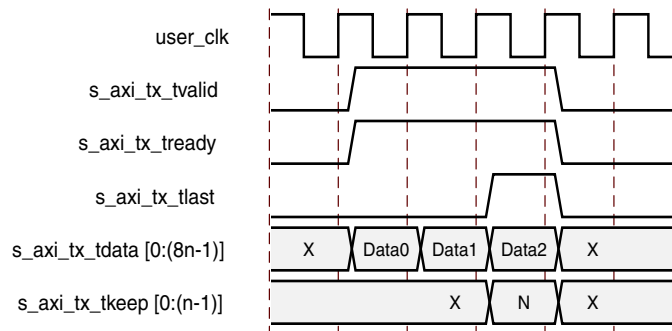 user_clk
s_axi_tx_tvalid
s_axi_tx_tready
s_axi_tx_tlast
s_axi_tx_tdata [0:(8n-1)] X Data0 Data1 Data2 X
s_axi_tx_tkeep [0:(n-1)] X N X